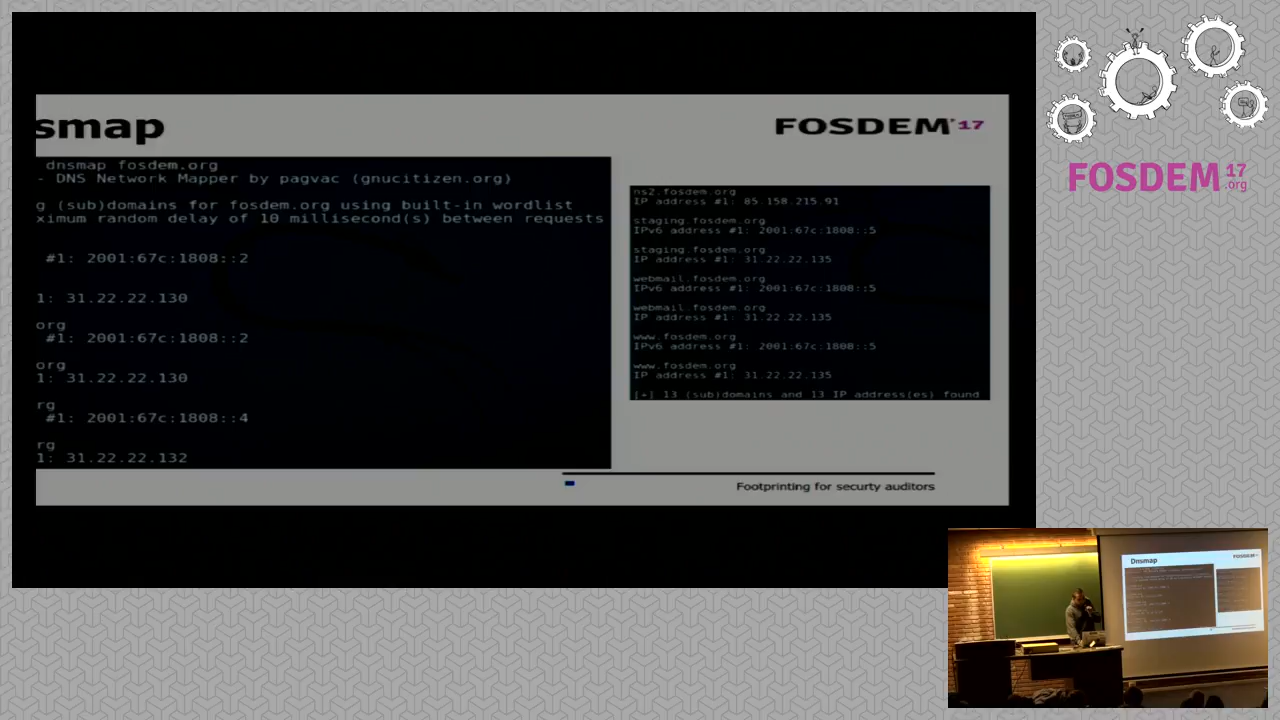 smap
FOSDEM'17
dnsmap fosdem.org
- DNS Network Mapper by pagvac (gnucitizen.org)
g (sub)domains for fosdem.org using built-in wordlist
ximum random delay of 10 millisecond(s) between requests
#1: 2001:67c:1808::2
1: 31.22.22.130
org
#1: 2001:67c:1808::2
org
1: 31.22.22.130
rg
#1: 2001:67c:1808::4
rg
1: 31.22.22.132
ns2.fosdem.org
IP address #1: 85.158.215.91
staging.fosdem.org
IPv6 address #1: 2001:67c:1808::5
staging.fosdem.org
IP address #1: 31.22.22.135
webmail.fosdem.org
IPv6 address #1: 2001:67c:1808::5
webmail.fosdem.org
IP address #1: 31.22.22.135
www.fosdem.org
IPv6 address #1: 2001:67c:1808::5
www.fosdem.org
IP address #1: 31.22.22.135
[+] 13 (sub)domains and 13 IP address(es) found
Footprinting for securty auditors
FOSDEM 17
.org
Dnsmap
FOSDEM